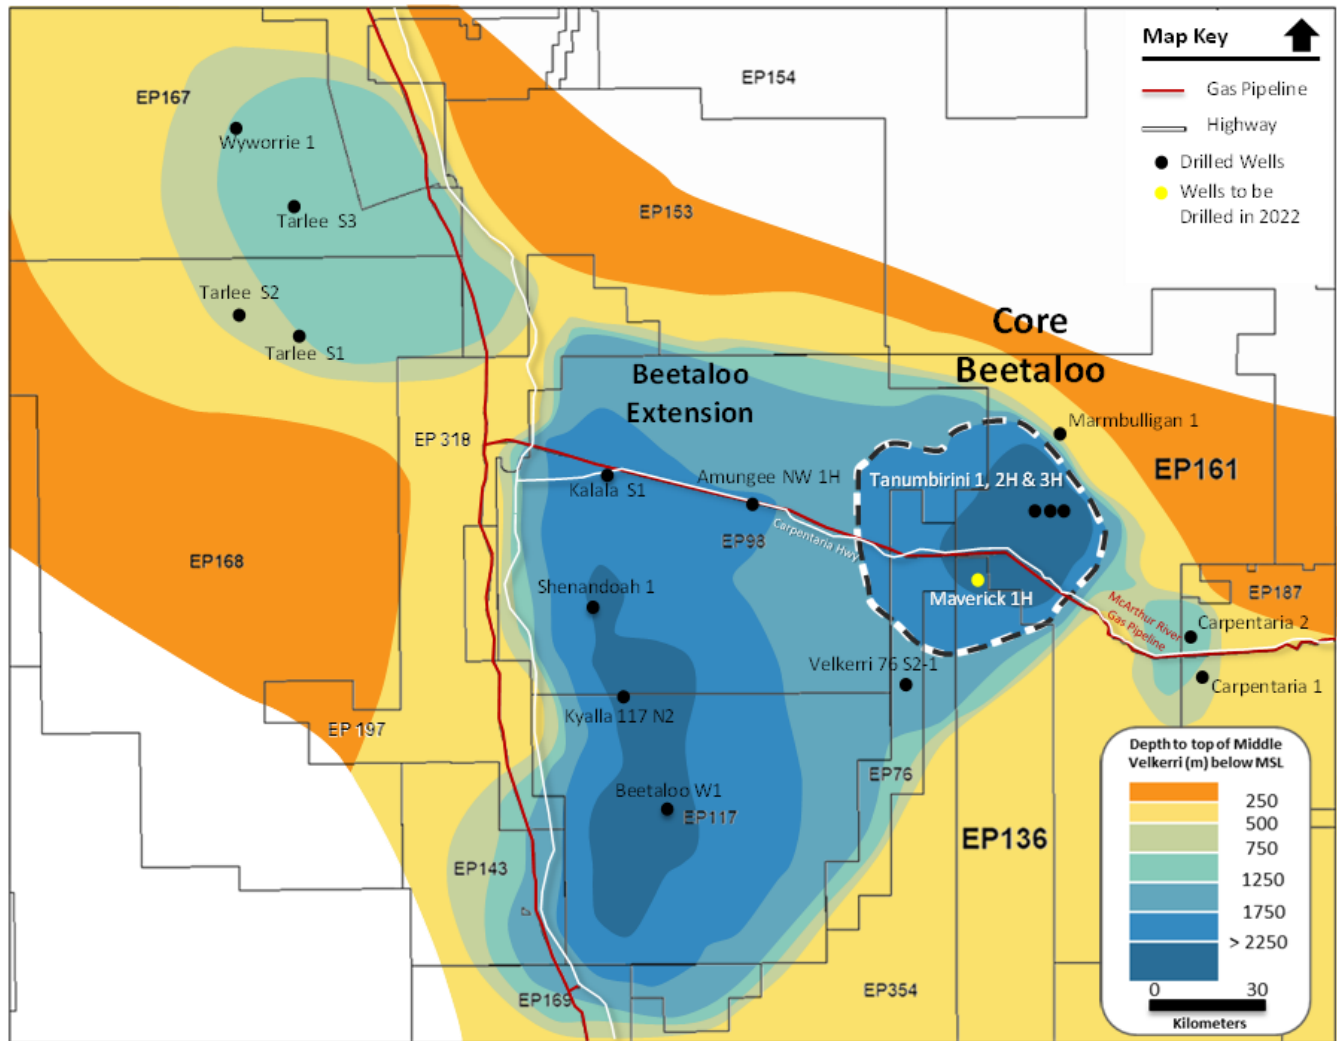 Map Key
Gas Pipeline
Highway
Drilled Wells
Wells to be
Drilled in 2022
EP154
EP167
Wyworrie 1
Tarlee S3
EP153
Tarlee S2
Tarlee S1
Core
Beetaloo
Beetaloo
Extension
Marmbulligan 1
EP 318
EP161
Amungee NW 1H
Tanumbirini 1, 2H & 3H
Kalala S1
EP98
Carpentaria Hwy
EP168
Shenandoah 1
Maverick 1H
EP187
McArthur River
Gas Pipeline
Carpentaria 2
Velkerri 76 S2-1
Carpentaria 1
Kyalla 117 N2
EP 197
EP76
Beetaloo W1
EP117
EP136
EP143
EP169
EP354
Depth to top of Middle
Velkerri (m) below MSL
250
500
750
1250
1750
> 2250
0 30
Kilometers